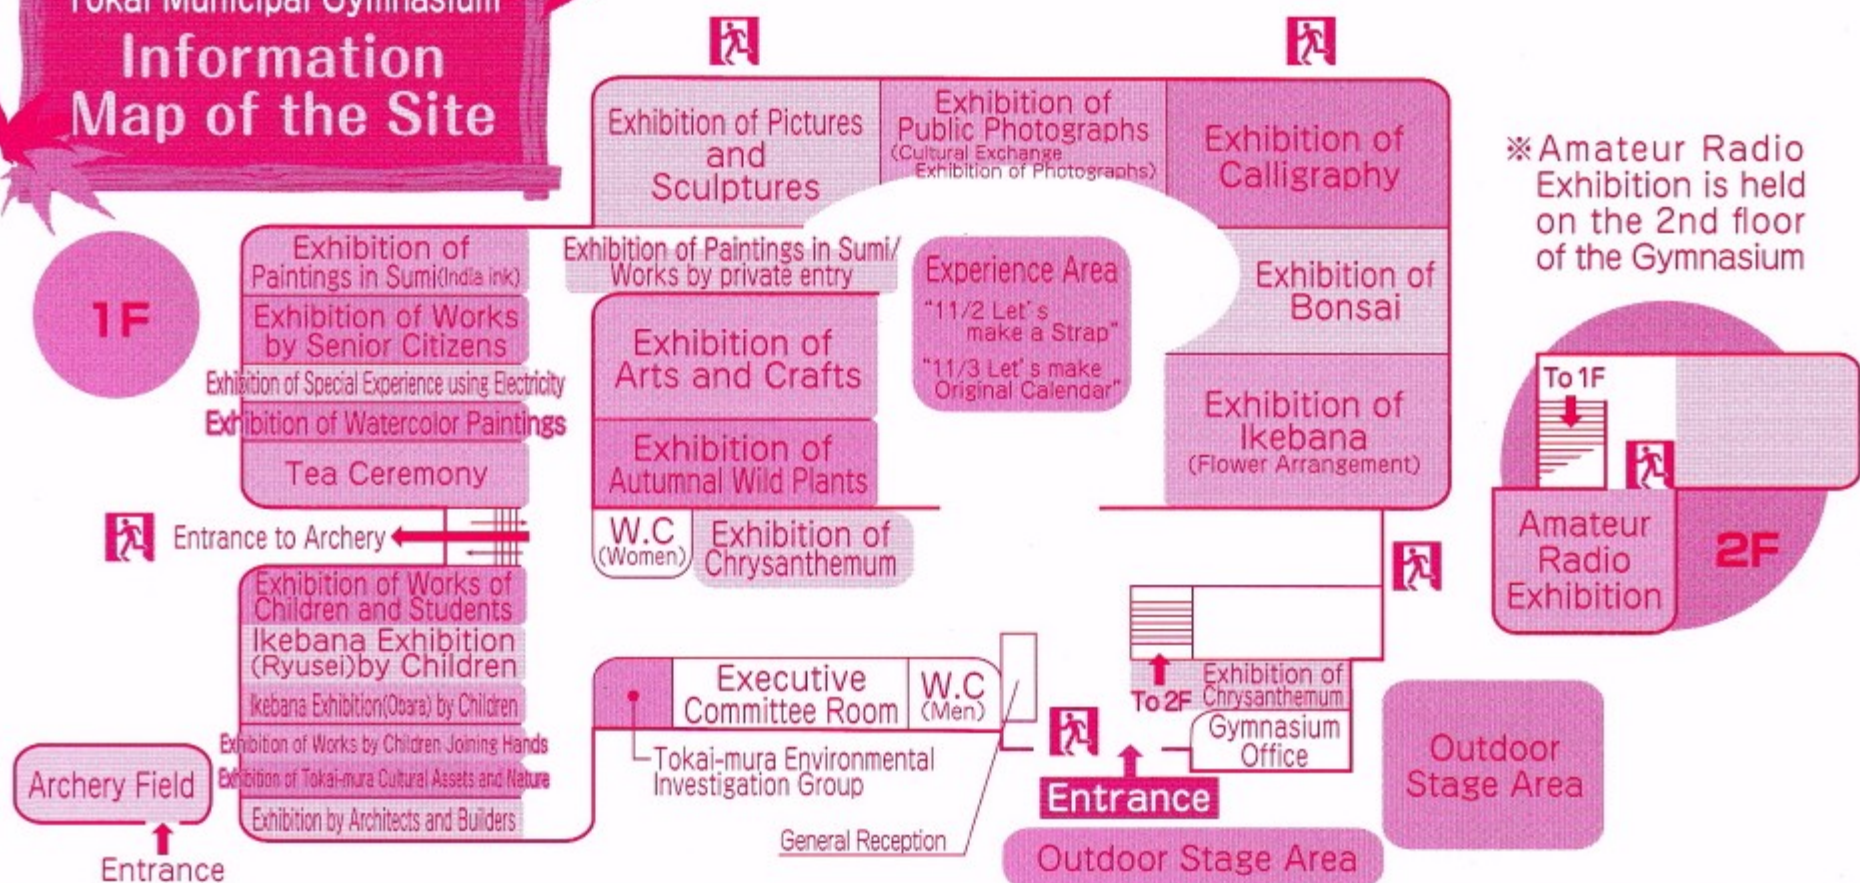 Tokai Municipal Gymnasium
Information
Map of the Site
1F
Exhibition of Pictures
and
Sculptures
Exhibition of
Public Photographs
(Cultural Exchange
Exhibition of Photographs)
Exhibition of
Calligraphy
※Amateur Radio
Exhibition is held
on the 2nd floor
of the Gymnasium
Exhibition of
Paintings in Sumi(India ink)
Exhibition of Works
by Senior Citizens
Exhibition of Special Experience using Electricity
Exhibition of Watercolor Paintings
Tea Ceremony
Exhibition of Paintings in Sumi/
Works by private entry
Exhibition of
Arts and Crafts
Exhibition of
Autumnal Wild Plants
Experience Area
"11/2 Let's
make a Strap"
"11/3 Let's make
Original Calendar"
Exhibition of
Bonsai
Exhibition of
Ikebana
(Flower Arrangement)
To 1F
Amateur
Radio
Exhibition
2F
Entrance to Archery
W.C
(Women)
Exhibition of
Chrysanthemum
Exhibition of Works of
Children and Students
Ikebana Exhibition
(Ryusei)by Children
Ikebana Exhibition(Obara) by Children
Exhibition of Works by Children Joining Hands
Exhibition of Tokai-mura Cultural Assets and Nature
Exhibition by Architects and Builders
Archery Field
Entrance
Executive
Committee Room
W.C
(Men)
Tokai-mura Environmental
Investigation Group
General Reception
To 2F
Exhibition of
Chrysanthemum
Gymnasium
Office
Entrance
Outdoor
Stage Area
Outdoor Stage Area